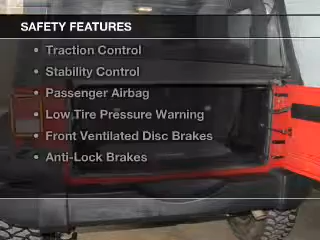 SAFETY FEATURES
• Traction Control
• Stability Control
• Passenger Airbag
• Low Tire Pressure Warning
• Front Ventilated Disc Brakes
• Anti-Lock Brakes